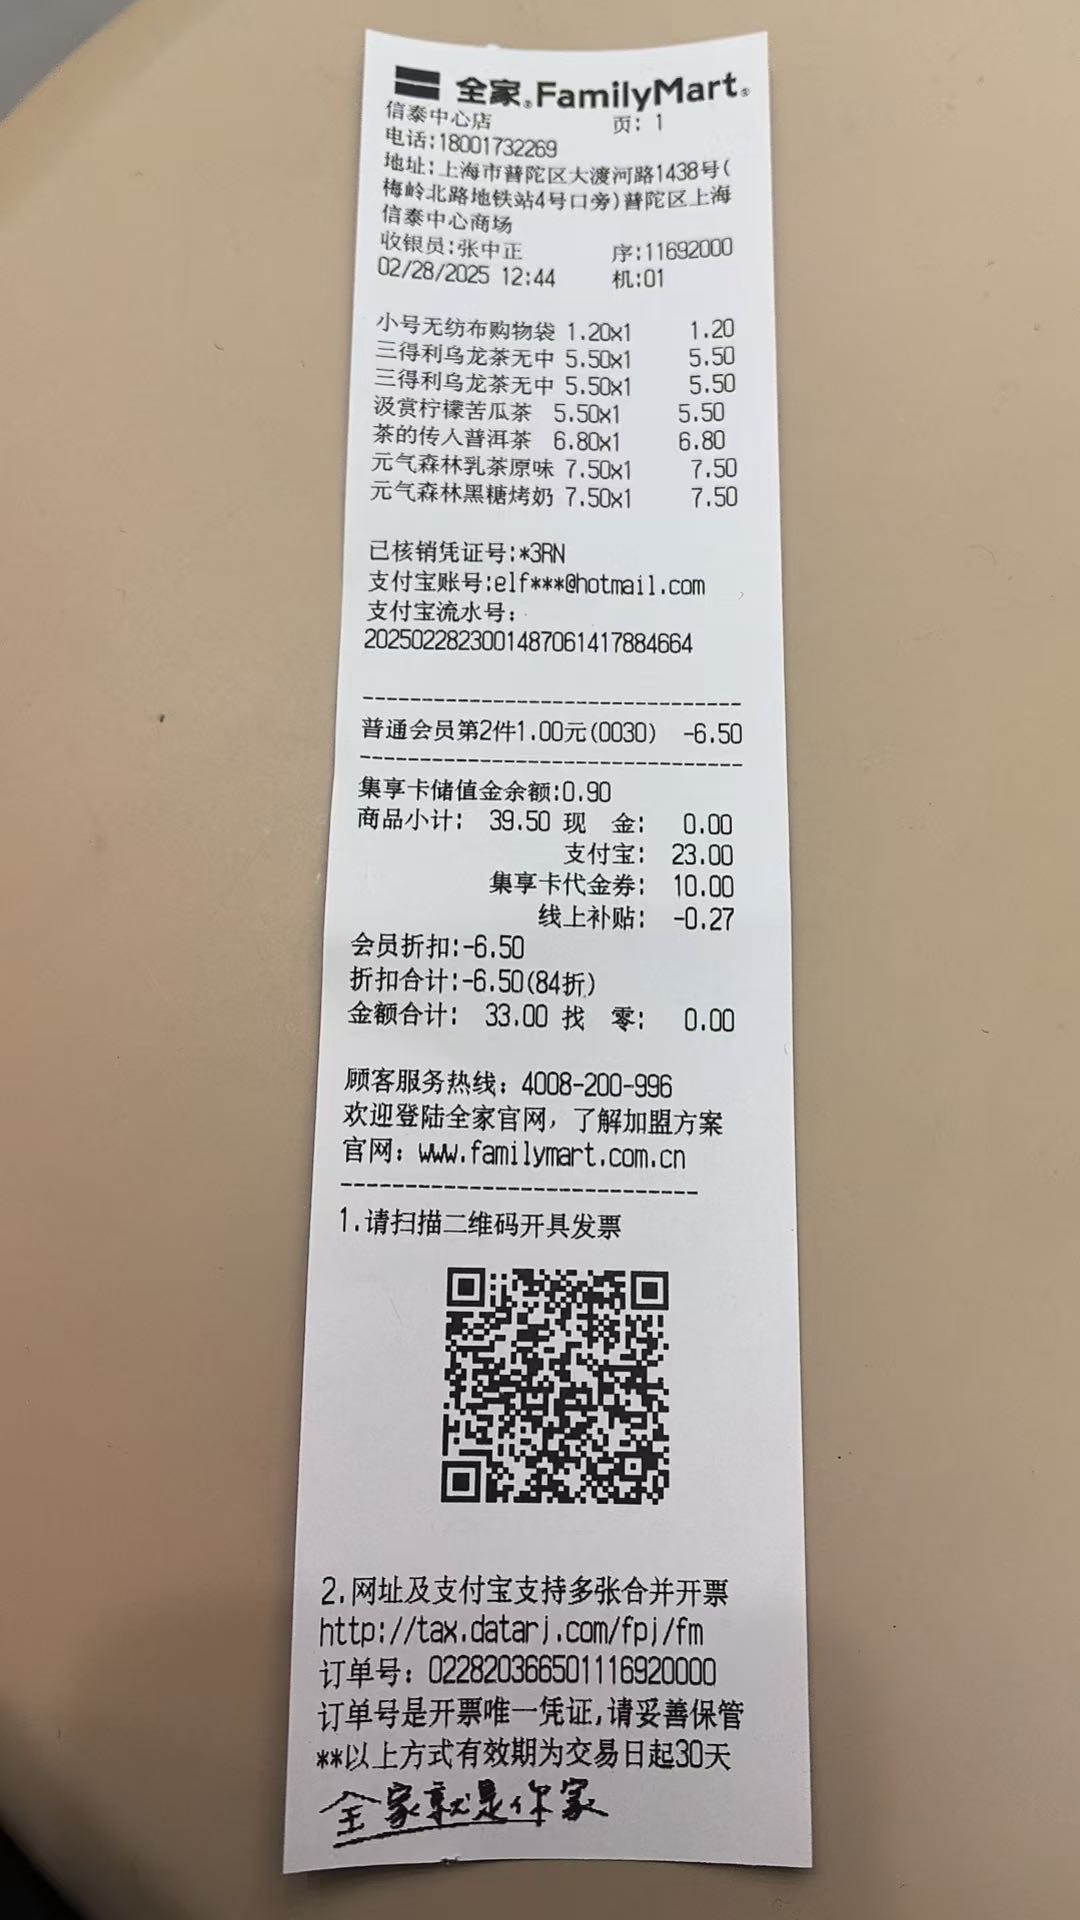 全家®FamilyMart®
信泰中心店 页: 1
电话:18001732269
地址:上海市普陀区大渡河路1438号(
梅岭北路地铁站4号口旁)普陀区上海
信泰中心商场
收银员:张中正 序:11692000
02/28/2025 12:44 机:01
小号无纺布购物袋 1.20x1 1.20
三得利乌龙茶无中 5.50x1 5.50
三得利乌龙茶无中 5.50x1 5.50
汲赏柠檬苦瓜茶 5.50x1 5.50
茶的传人普洱茶 6.80x1 6.80
元气森林乳茶原味 7.50x1 7.50
元气森林黑糖烤奶 7.50x1 7.50
已核销凭证号:*3RN
支付宝账号:elf***@hotmail.com
支付宝流水号:
2025022823001487061417884664
普通会员第2件1.00元(0030) -6.50
集享卡储值金余额:0.90
商品小计: 39.50 现 金: 0.00
支付宝: 23.00
集享卡代金券: 10.00
线上补贴: -0.27
会员折扣:-6.50
折扣合计:-6.50(84折)
金额合计: 33.00 找 零: 0.00
顾客服务热线: 4008-200-996
欢迎登陆全家官网，了解加盟方案
官网: www.familymart.com.cn
1.请扫描二维码开具发票
2.网址及支付宝支持多张合并开票
http://tax.datarj.com/fpj/fm
订单号: 022820366501116920000
订单号是开票唯一凭证,请妥善保管
**以上方式有效期为交易日起30天
全家就是你家